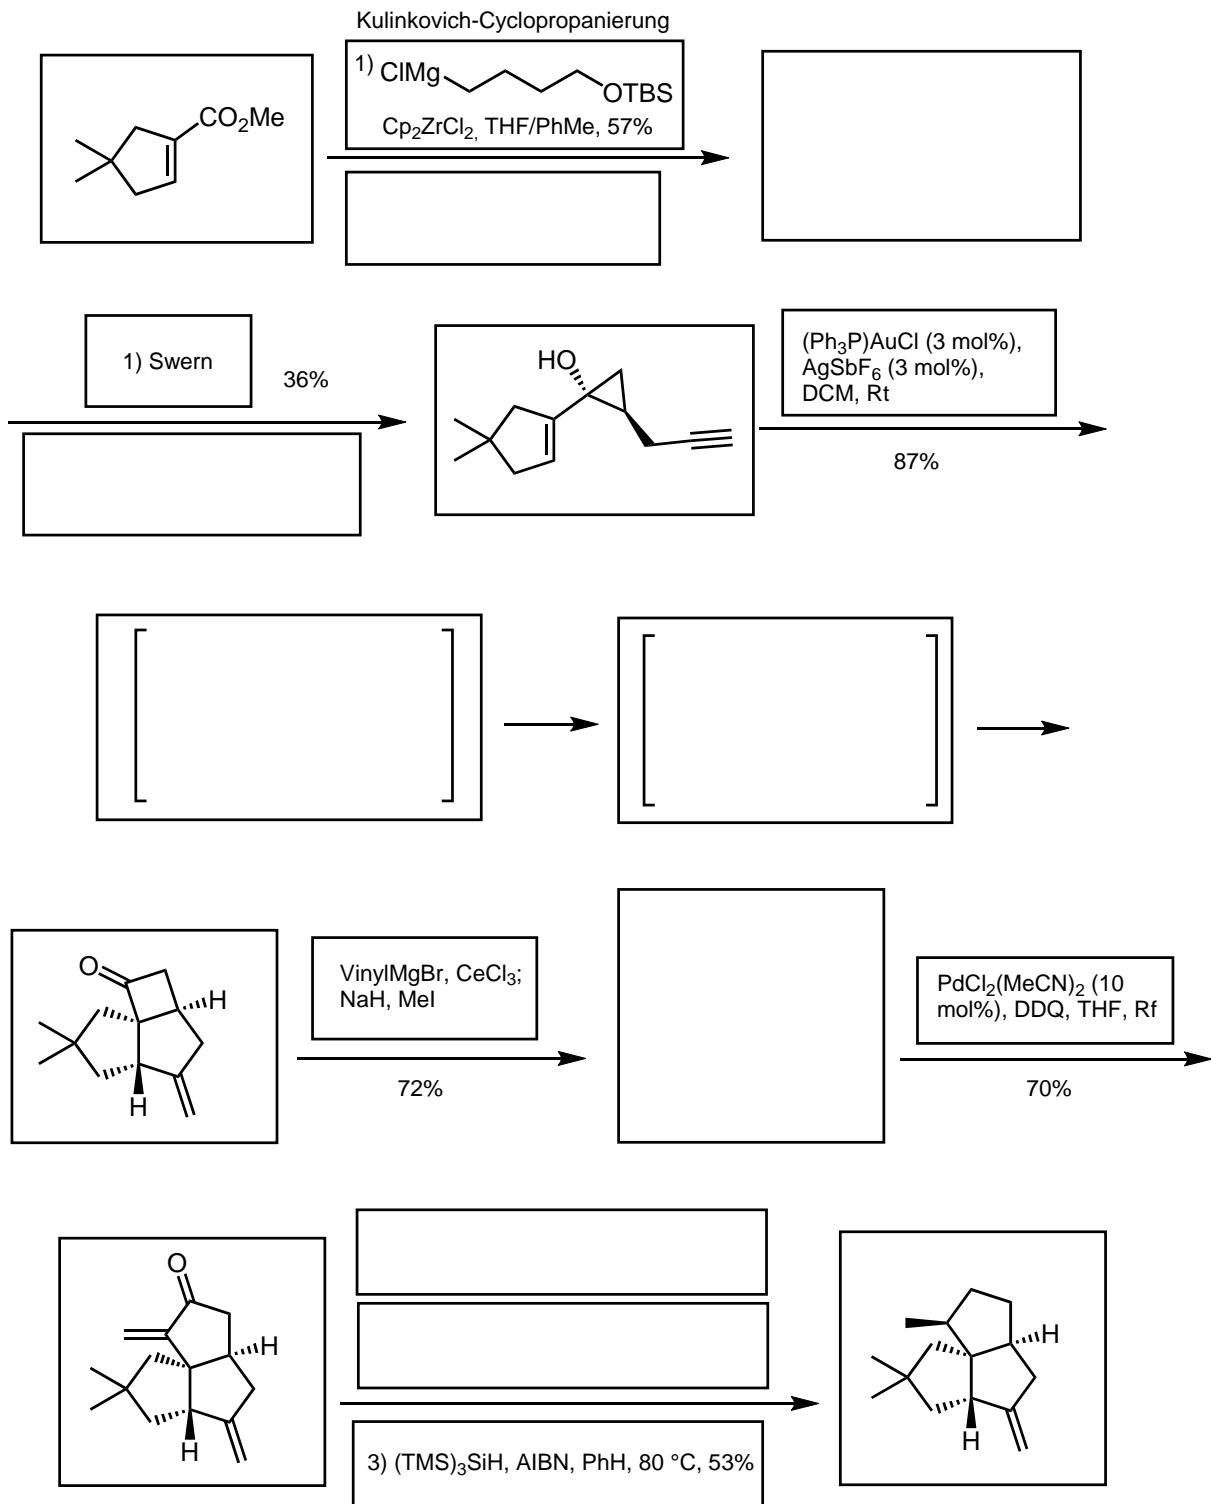 Kulinkovich-Cyclopropanierung
1) ClMg OTBS
Cp2ZrCl2, THF/PhMe, 57%
CO2Me
1) Swern
36%
HO
(Ph3P)AuCl (3 mol%),
AgSbF6 (3 mol%),
DCM, Rt
87%
O
H
H
VinylMgBr, CeCl3;
NaH, MeI
72%
PdCl2(MeCN)2 (10
mol%), DDQ, THF, Rf
70%
O
H
H
3) (TMS)3SiH, AIBN, PhH, 80 °C, 53%
H
H